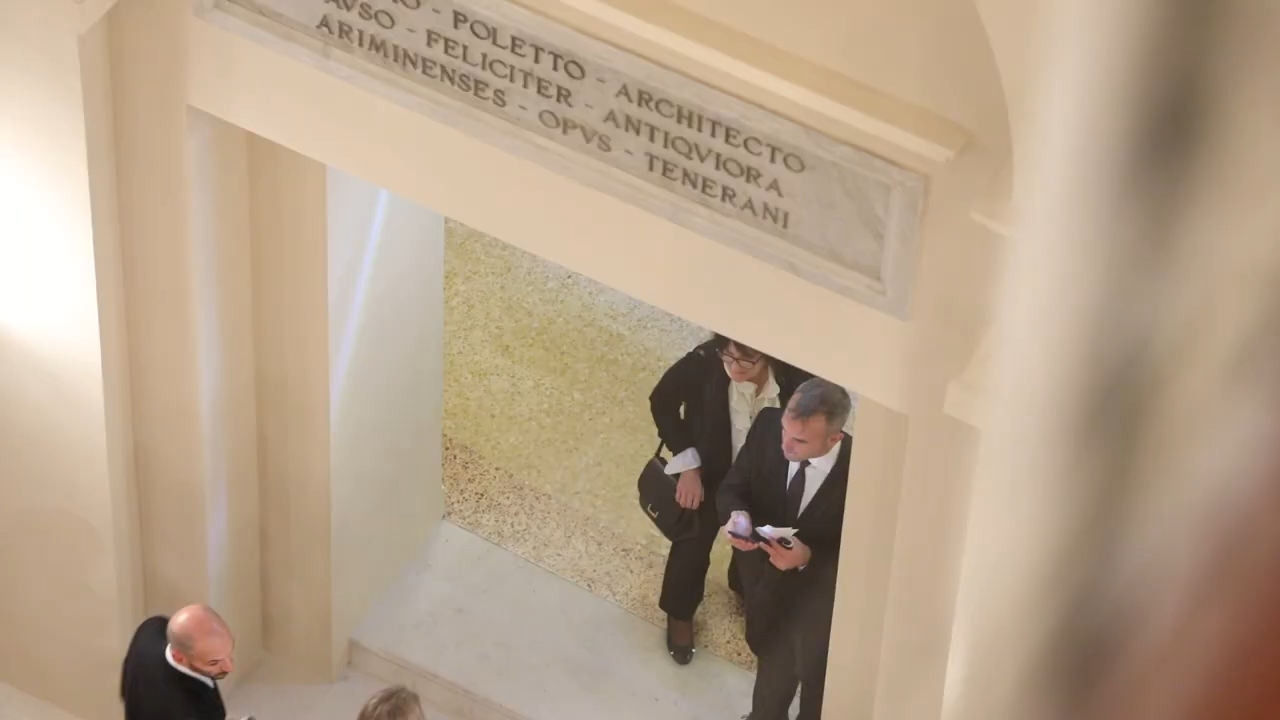 POLETTO - ARCHITECTO
AVSO - FELICITER - ANTIQVIORA
ARIMINENSES - OPVS - TENERANI